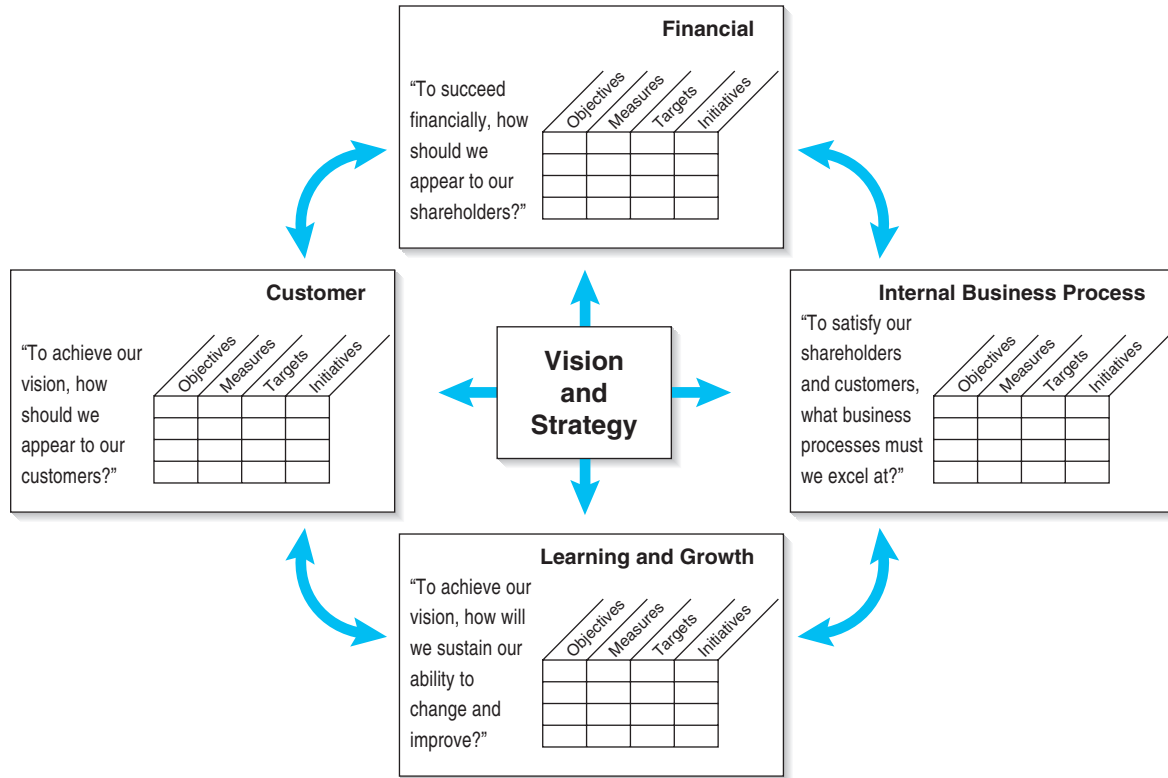 Financial
“To succeed
financially, how
should we
appear to our
shareholders?”
Objectives
Measures
Targets
Initiatives
Customer
“To achieve our
vision, how
should we
appear to our
customers?”
Objectives
Measures
Targets
Initiatives
Vision
and
Strategy
Internal Business Process
“To satisfy our
shareholders
and customers,
what business
processes must
we excel at?”
Objectives
Measures
Targets
Initiatives
Learning and Growth
“To achieve our
vision, how will
we sustain our
ability to
change and
improve?”
Objectives
Measures
Targets
Initiatives